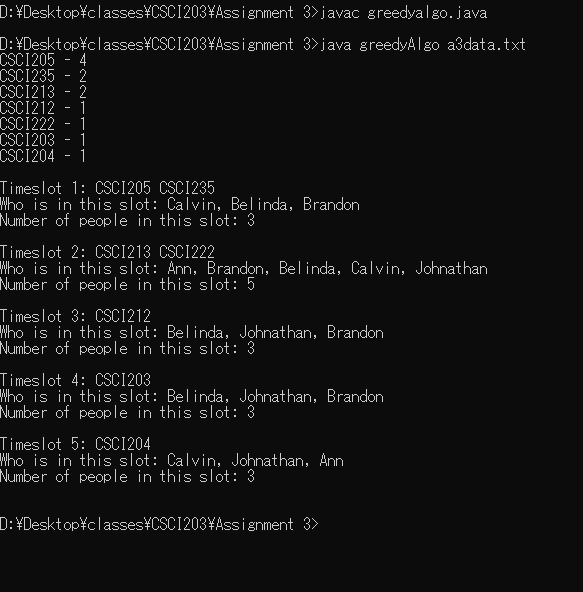 D:¥Desktop¥classes¥CSCI203¥Assignment 3>javac greedyalgo.java
D:¥Desktop¥classes¥CSCI203¥Assignment 3>java greedyAlgo a3data.txt
CSCI205 - 4
CSCI235 - 2
CSCI213 - 2
CSCI212 - 1
CSCI222 - 1
CSCI203 - 1
CSCI204 - 1
Timeslot 1: CSCI205 CSCI235
Who is in this slot: Calvin, Belinda, Brandon
Number of people in this slot: 3
Timeslot 2: CSCI213 CSCI222
Who is in this slot: Ann, Brandon, Belinda, Calvin, Johnathan
Number of people in this slot: 5
Timeslot 3: CSCI212
Who is in this slot: Belinda, Johnathan, Brandon
Number of people in this slot: 3
Timeslot 4: CSCI203
Who is in this slot: Belinda, Johnathan, Brandon
Number of people in this slot: 3
Timeslot 5: CSCI204
Who is in this slot: Calvin, Johnathan, Ann
Number of people in this slot: 3
D:¥Desktop¥classes¥CSCI203¥Assignment 3>